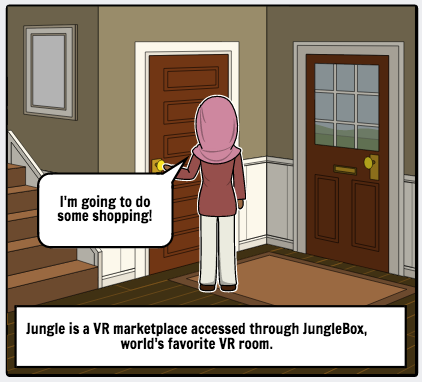 I'm going to do
some shopping!
Jungle is a VR marketplace accessed through JungleBox,
world's favorite VR room.